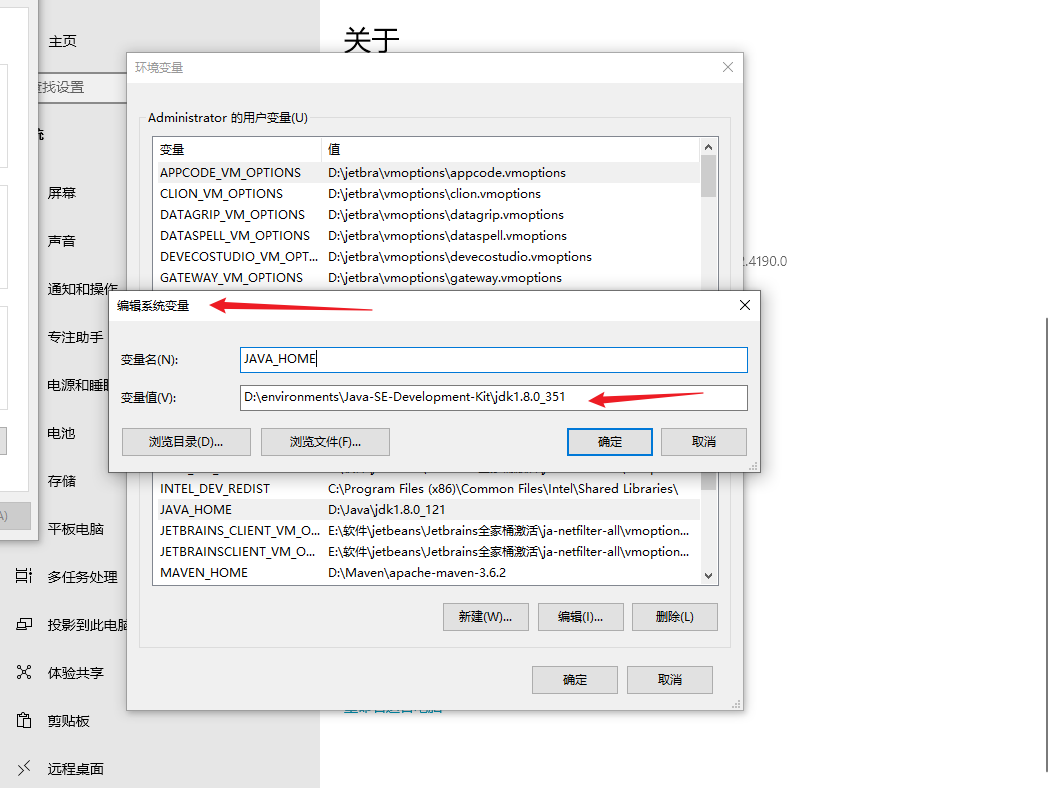 主页
关于
环境变量
查找设置
Administrator 的用户变量(U)
变量 值
APPCODE_VM_OPTIONS D:\jetbra\vmoptions\appcode.vmoptions
屏幕
CLION_VM_OPTIONS D:\jetbra\vmoptions\clion.vmoptions
DATAGRIP_VM_OPTIONS D:\jetbra\vmoptions\datagrip.vmoptions
声音
DATASPELL_VM_OPTIONS D:\jetbra\vmoptions\dataspell.vmoptions
DEVECOSTUDIO_VM_OPT... D:\jetbra\vmoptions\devecostudio.vmoptions
.4190.0
GATEWAY_VM_OPTIONS D:\jetbra\vmoptions\gateway.vmoptions
通知和操作
编辑系统变量
专注助手
变量名(N): JAVA_HOME
电源和睡眠
变量值(V): D:\environments\Java-SE-Development-Kit\jdk1.8.0_351
电池
浏览目录(D)... 浏览文件(F)... 确定 取消
存储
INTEL_DEV_REDIST C:\Program Files (x86)\Common Files\Intel\Shared Libraries\
JAVA_HOME D:\Java\jdk1.8.0_121
A)
平板电脑
JETBRAINS_CLIENT_VM_O... E:\软件\jetbeans\Jetbrains全家桶激活\ja-netfilter-all\vmoption...
JETBRAINSCLIENT_VM_O... E:\软件\jetbeans\Jetbrains全家桶激活\ja-netfilter-all\vmoption...
MAVEN_HOME D:\Maven\apache-maven-3.6.2
多任务处理
新建(W)... 编辑(I)... 删除(L)
投影到此电脑
体验共享
确定 取消
剪贴板
远程桌面